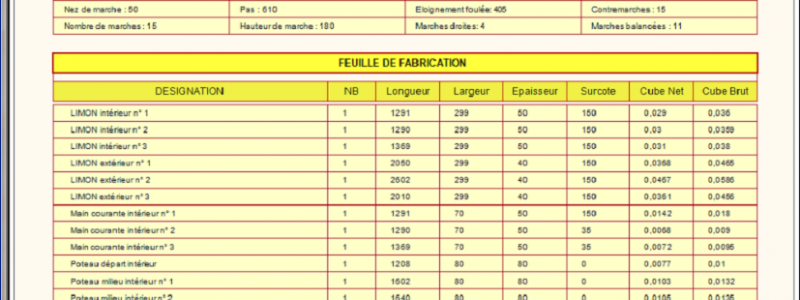 Nez de marche : 50 Pas : 610 Eloignement foulée: 405 Contremarches : 15
Nombre de marches : 15 Hauteur de marche : 180 Marches droites: 4 Marches balancées : 11
FEUILLE DE FABRICATION
DESIGNATION NB Longueur Largeur Epaisseur Surcote Cube Net Cube Brut
LIMON intérieur n° 1 1 1291 299 50 150 0,029 0,036
LIMON intérieur n° 2 1 1290 299 50 150 0,03 0,0359
LIMON intérieur n° 3 1 1369 299 50 150 0,031 0,038
LIMON extérieur n° 1 1 2050 299 40 150 0,0368 0,0465
LIMON extérieur n° 2 1 2602 299 40 150 0,0467 0,0586
LIMON extérieur n° 3 1 2010 299 40 150 0,0361 0,0456
Main courante intérieur n° 1 1 1291 70 50 150 0,0142 0,018
Main courante intérieur n° 2 1 1290 70 50 35 0,0068 0,009
Main courante intérieur n° 3 1 1369 70 50 35 0,0072 0,0095
Poteau départ intérieur 1 1208 80 80 0 0,0077 0,01
Poteau milieu intérieur n° 1 1 1602 80 80 0 0,0103 0,0132
Poteau milieu intérieur n° 2 1 1640 80 80 0 0,0105 0,0135